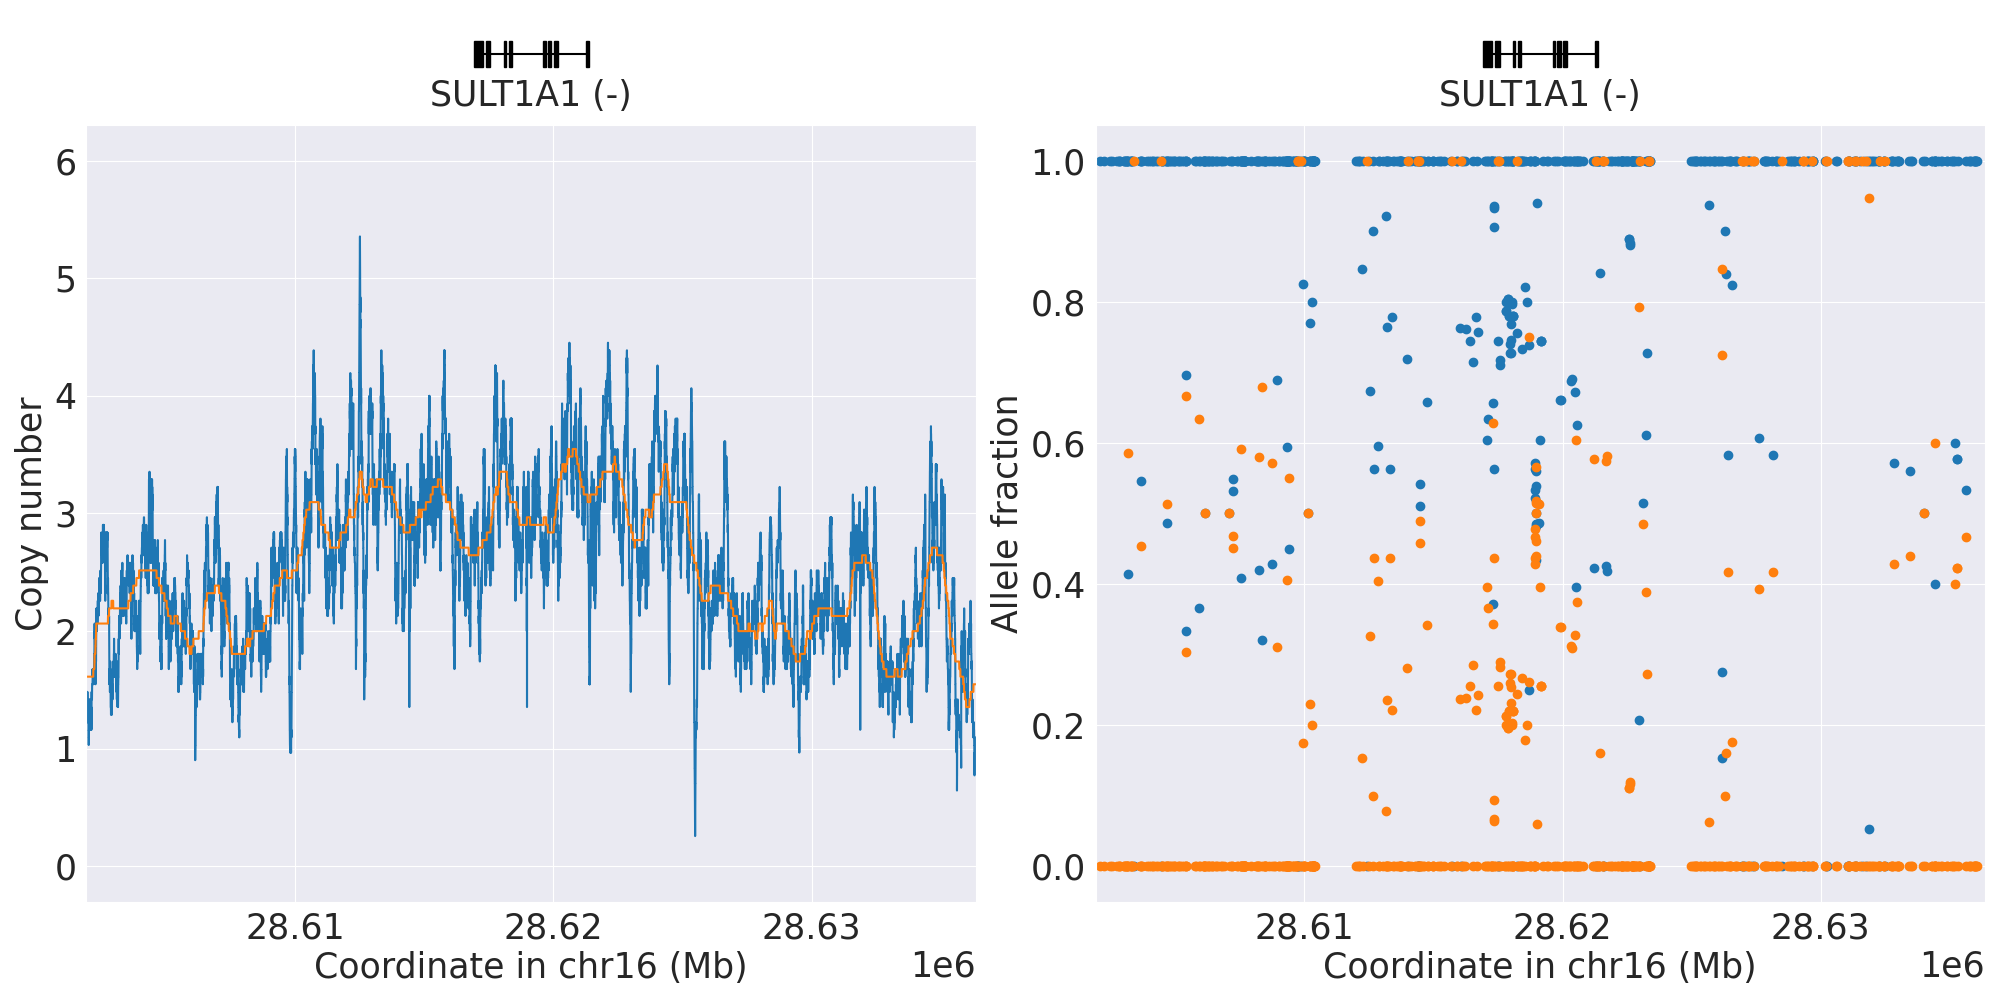 SULT1A1 (-)
6
5
4
3
2
1
0
Copy number
28.61
28.62
28.63
Coordinate in chr16 (Mb)
1e6
SULT1A1 (-)
1.0
0.8
0.6
0.4
0.2
0.0
Allele fraction
28.61
28.62
28.63
Coordinate in chr16 (Mb)
1e6